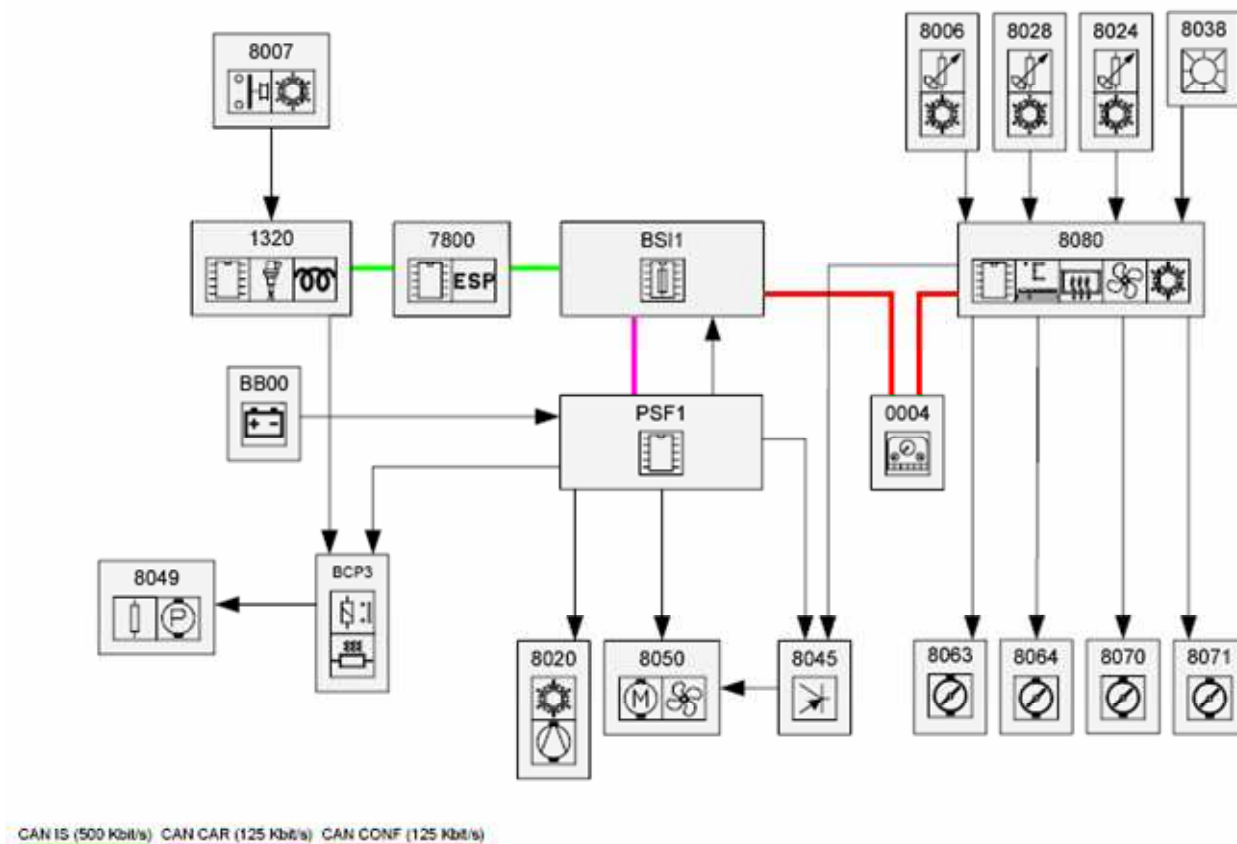 8006 8028 8024 8038
8007
1320 7800 BSI1 8080
ESP
°C
BB00 PSF1 0004
+ -
8049 BCP3
P
8020 8050 8045 8063 8064 8070 8071
M
CAN IS (500 Kbit/s) CAN CAR (125 Kbit/s) CAN CONF (125 Kbit/s)